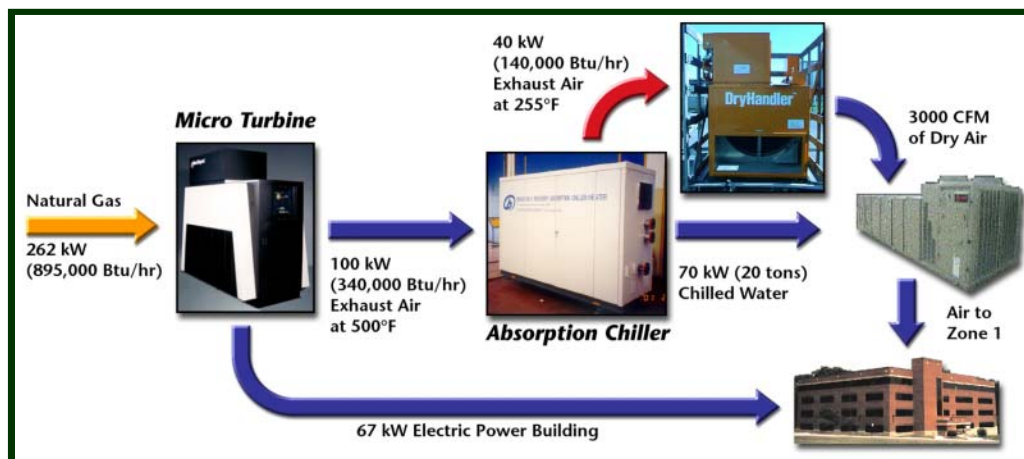 40 kW
(140,000 Btu/hr)
Exhaust Air
at 255°F
DryHandler™
3000 CFM
of Dry Air
Micro Turbine
Natural Gas
262 kW
(895,000 Btu/hr)
100 kW
(340,000 Btu/hr)
Exhaust Air
at 500°F
70 kW (20 tons)
Chilled Water
Absorption Chiller
Air to
Zone 1
67 kW Electric Power Building